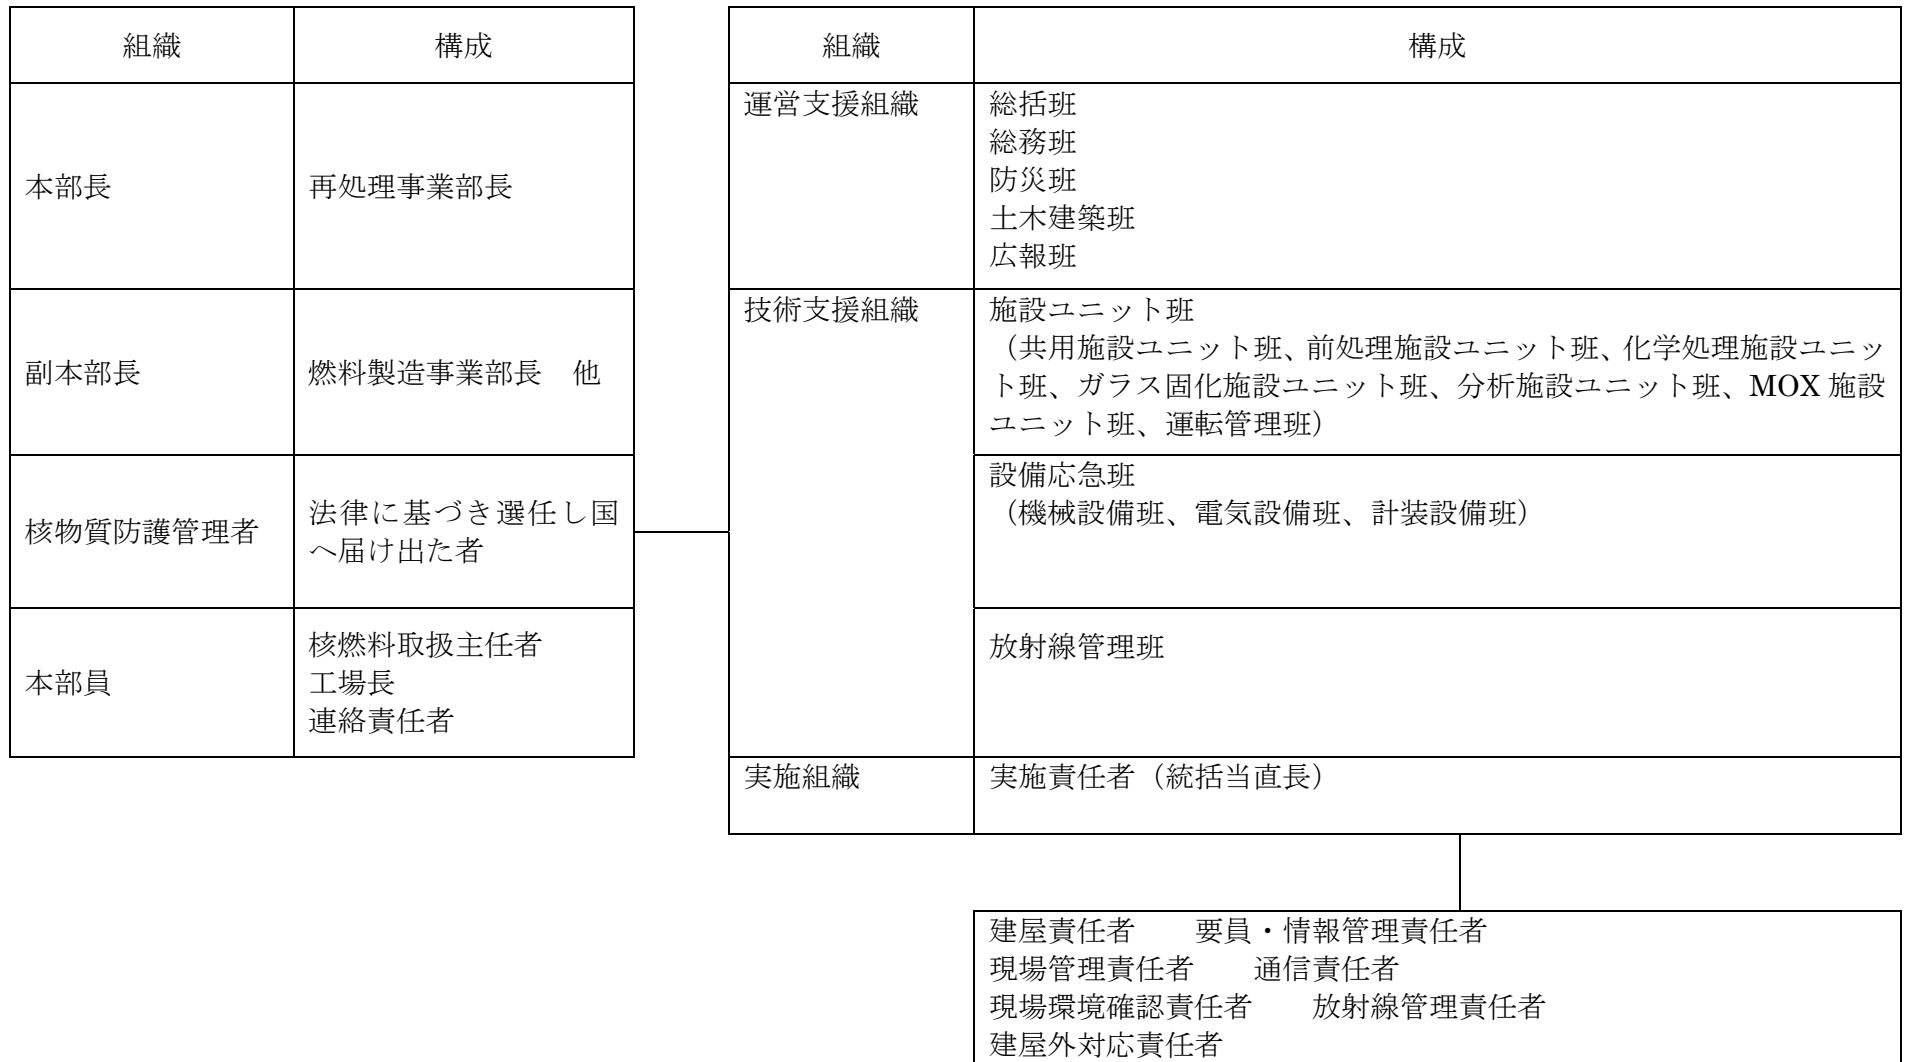 組織 構成
本部長 再処理事業部長
副本部長 燃料製造事業部長 他
核物質防護管理者 法律に基づき選任し国
へ届け出た者
本部員 核燃料取扱主任者
工場長
連絡責任者
組織 構成
運営支援組織 総括班
総務班
防災班
土木建築班
広報班
技術支援組織 施設ユニット班
（共用施設ユニット班、前処理施設ユニット班、化学処理施設ユニッ
ト班、ガラス固化施設ユニット班、分析施設ユニット班、MOX 施設
ユニット班、運転管理班）
設備応急班
（機械設備班、電気設備班、計装設備班）
放射線管理班
実施組織 実施責任者（統括当直長）
建屋責任者 要員・情報管理責任者
現場管理責任者 通信責任者
現場環境確認責任者 放射線管理責任者
建屋外対応責任者